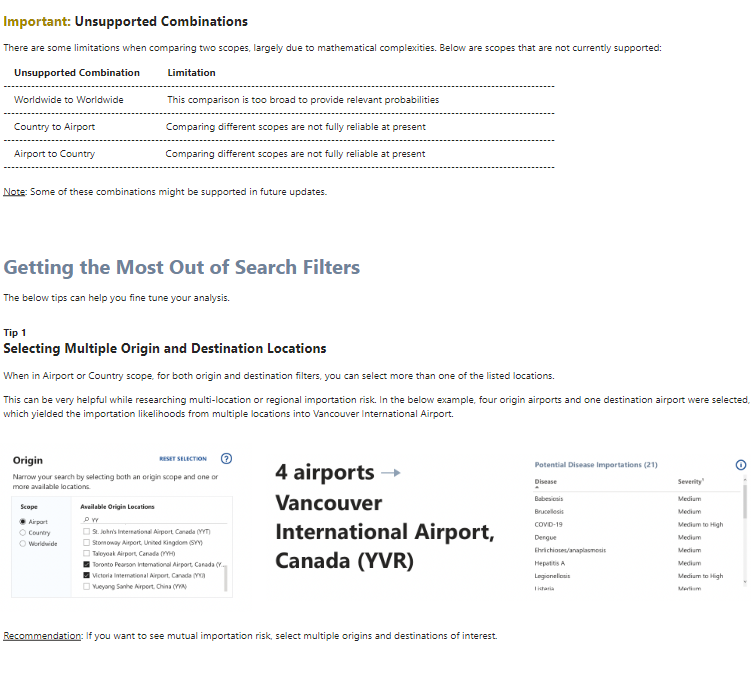 Important: Unsupported Combinations
There are some limitations when comparing two scopes, largely due to mathematical complexities. Below are scopes that are not currently supported:
Unsupported Combination Limitation
Worldwide to Worldwide This comparison is too broad to provide relevant probabilities
Country to Airport Comparing different scopes are not fully reliable at present
Airport to Country Comparing different scopes are not fully reliable at present
Note: Some of these combinations might be supported in future updates.
Getting the Most Out of Search Filters
The below tips can help you fine tune your analysis.
Tip 1
Selecting Multiple Origin and Destination Locations
When in Airport or Country scope, for both origin and destination filters, you can select more than one of the listed locations.
This can be very helpful while researching multi-location or regional importation risk. In the below example, four origin airports and one destination airport were selected,
which yielded the importation likelihoods from multiple locations into Vancouver International Airport.
Origin RESET SELECTION ?
Narrow your search by selecting both an origin scope and one or
more available locations.
Scope
Airport
Country
Worldwide
Available Origin Locations
YY
St. John's International Airport, Canada (YYT)
Stornoway Airport, United Kingdom (SYY)
Taloyoak Airport, Canada (YYH)
Toronto Pearson International Airport, Canada (Y...
Victoria International Airport, Canada (YYJ)
Yueyang Sanhe Airport, China (YYA)
4 airports →
Vancouver
International Airport,
Canada (YVR)
Potential Disease Importations (21)
Disease Severity
Babesiosis Medium
Brucellosis Medium
COVID-19 Medium to High
Dengue Medium
Ehrlichioses/anaplasmosis Medium
Hepatitis A Medium
Legionellosis Medium to High
Listeria Medium
Recommendation: If you want to see mutual importation risk, select multiple origins and destinations of interest.